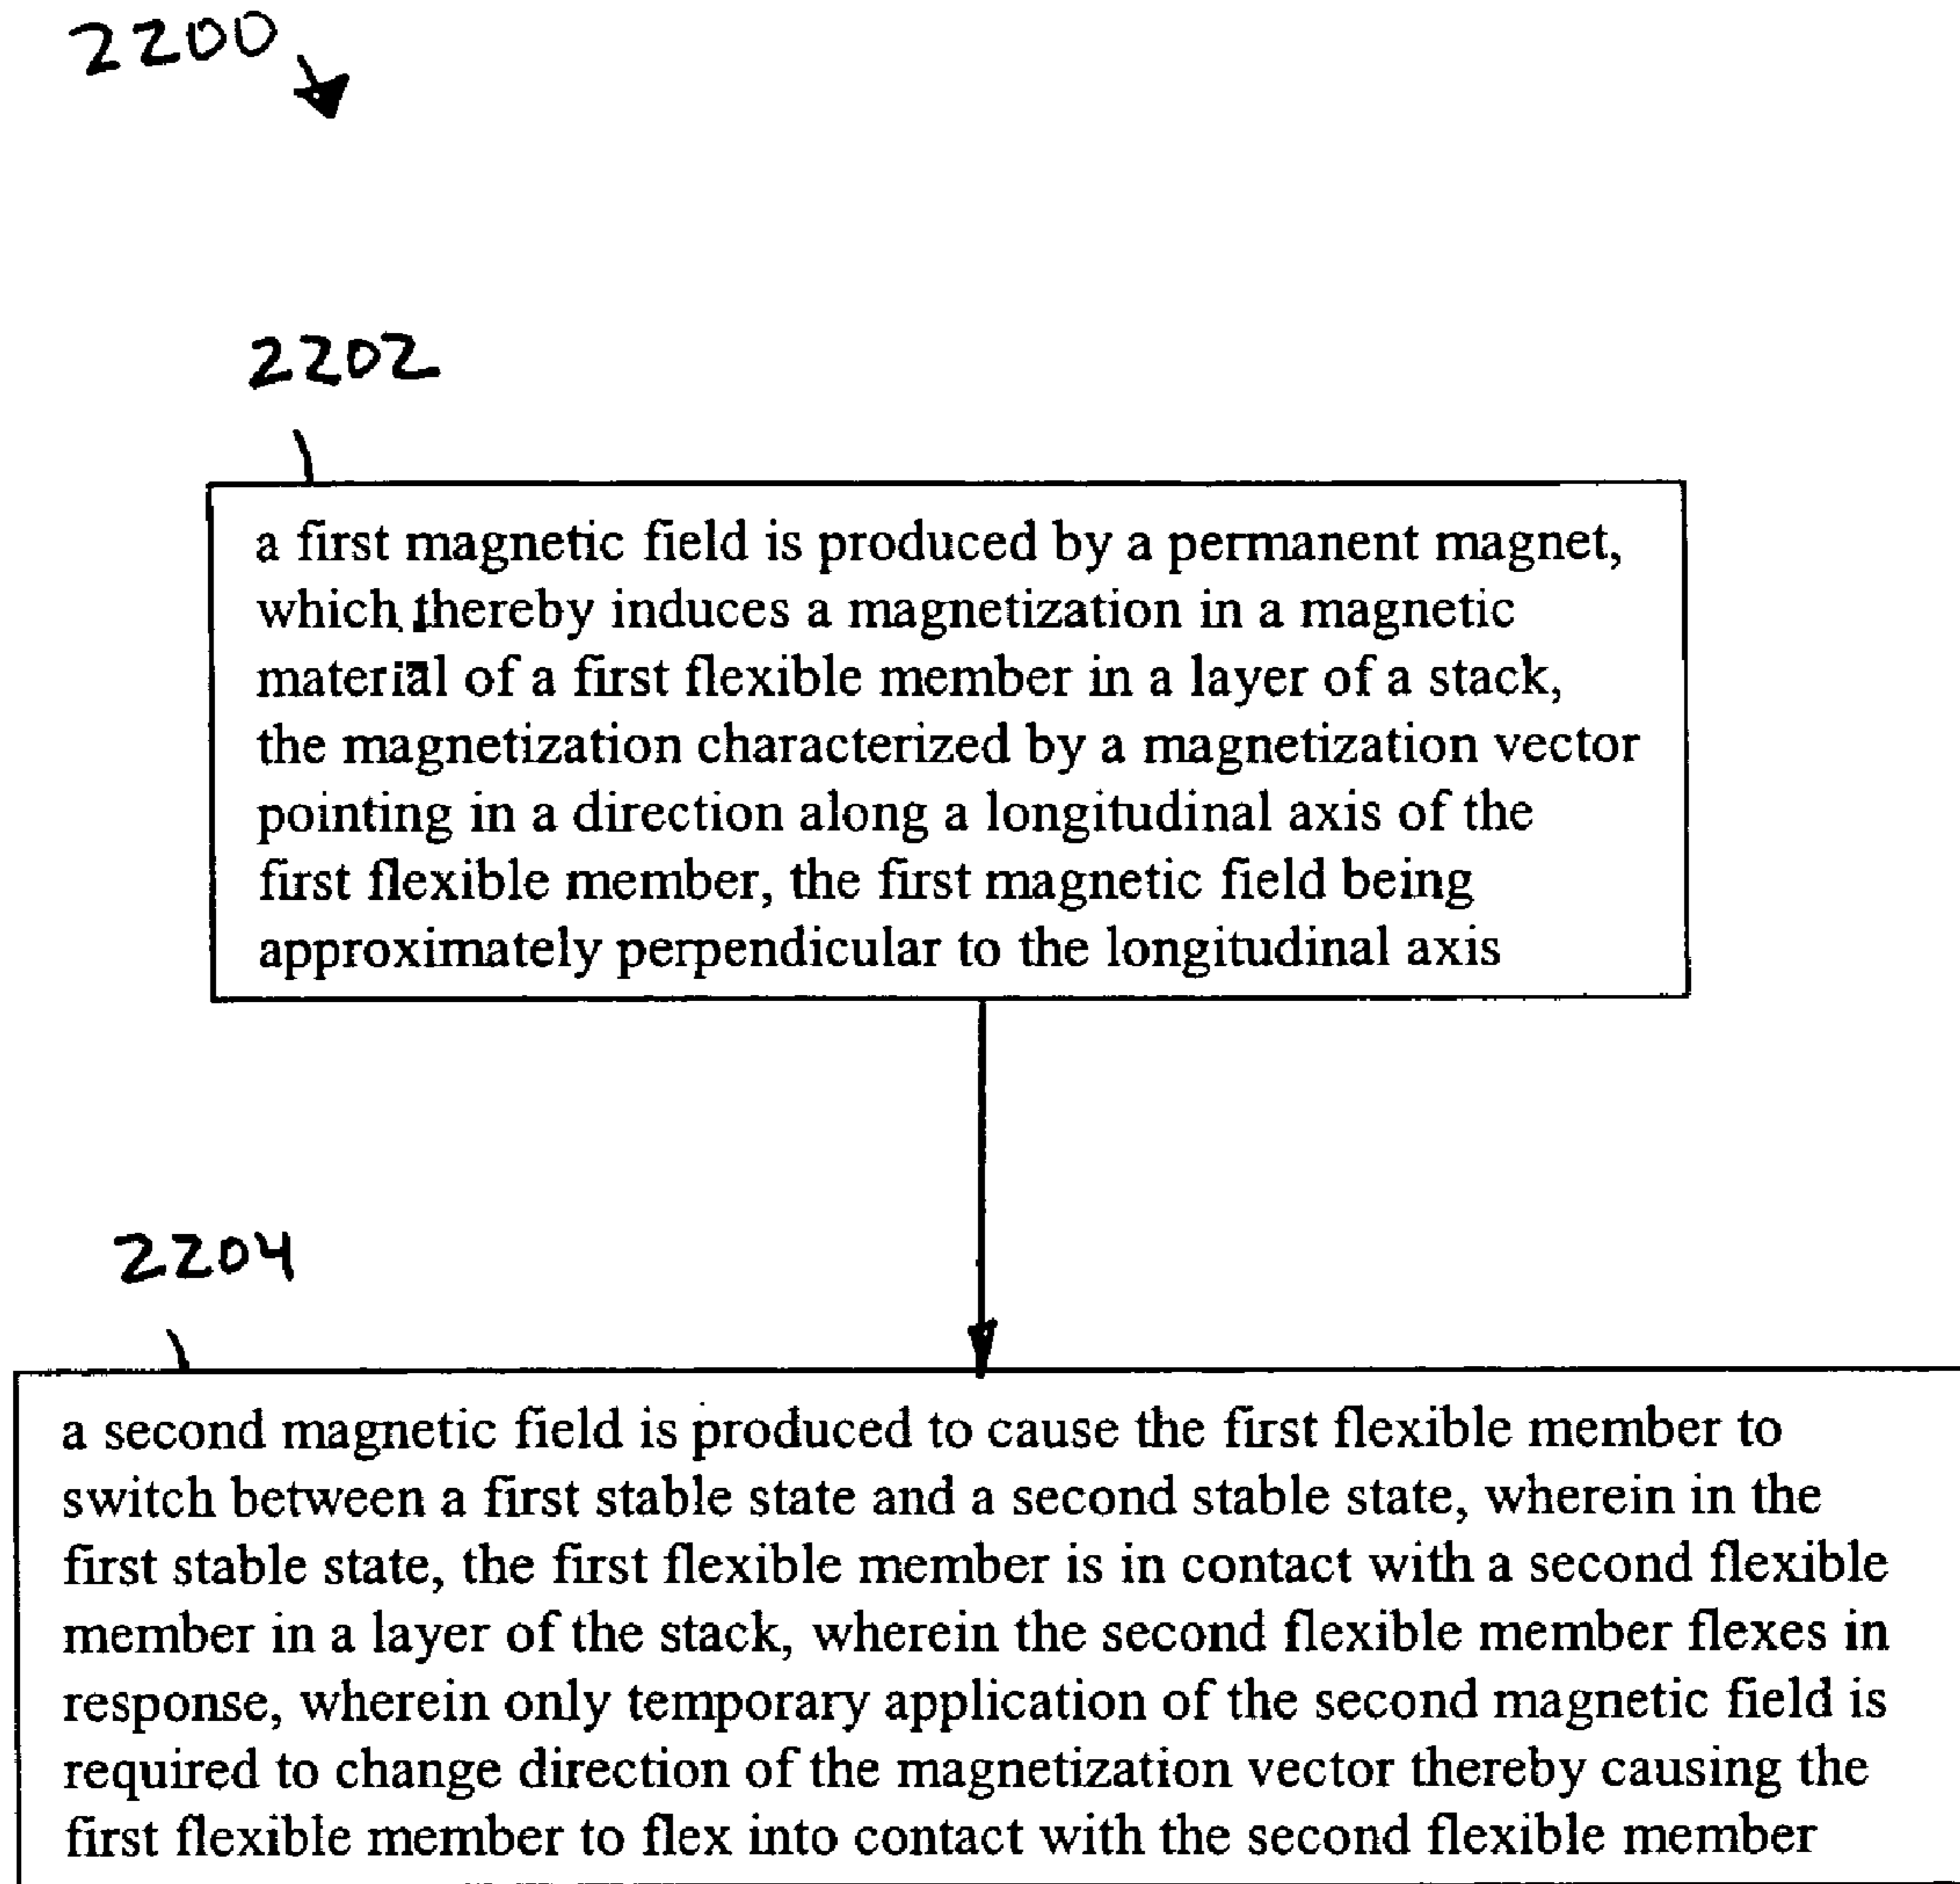 2200
2202
a first magnetic field is produced by a permanent magnet,
which thereby induces a magnetization in a magnetic
material of a first flexible member in a layer of a stack,
the magnetization characterized by a magnetization vector
pointing in a direction along a longitudinal axis of the
first flexible member, the first magnetic field being
approximately perpendicular to the longitudinal axis
2204
a second magnetic field is produced to cause the first flexible member to
switch between a first stable state and a second stable state, wherein in the
first stable state, the first flexible member is in contact with a second flexible
member in a layer of the stack, wherein the second flexible member flexes in
response, wherein only temporary application of the second magnetic field is
required to change direction of the magnetization vector thereby causing the
first flexible member to flex into contact with the second flexible member